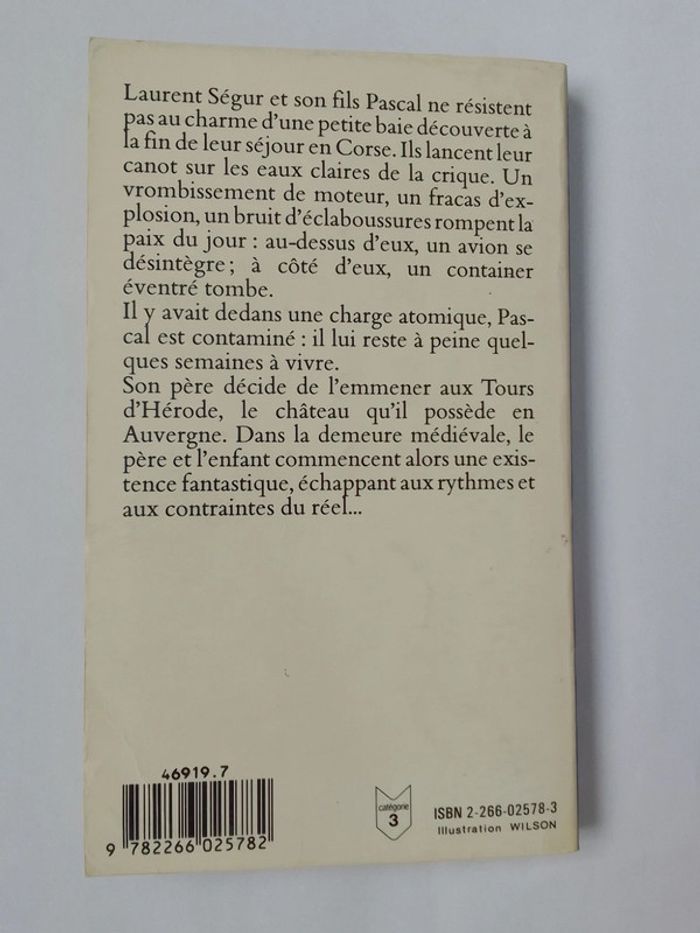 Laurent Ségur et son fils Pascal ne résistent
pas au charme d'une petite baie découverte à
la fin de leur séjour en Corse. Ils lancent leur
canot sur les eaux claires de la crique. Un
vrombissement de moteur, un fracas d'ex-
plosion, un bruit d'éclaboussures rompent la
paix du jour : au-dessus d'eux, un avion se
désintègre ; à côté d'eux, un container
éventré tombe.
Il y avait dedans une charge atomique, Pas-
cal est contaminé : il lui reste à peine quel-
ques semaines à vivre.
Son père décide de l'emmener aux Tours
d'Hérode, le château qu'il possède en
Auvergne. Dans la demeure médiévale, le
père et l'enfant commencent alors une exis-
tence fantastique, échappant aux rythmes et
aux contraintes du réel...
46919.7
9 782266 025782
catégorie
3
ISBN 2-266-02578-3
Illustration WILSON